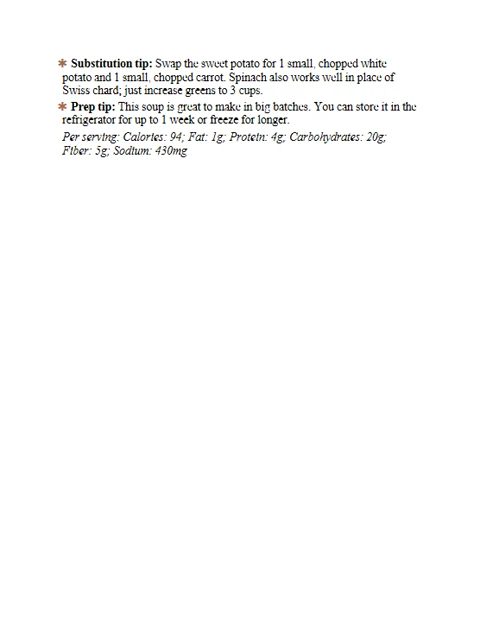 ✱ Substitution tip: Swap the sweet potato for 1 small, chopped white
potato and 1 small, chopped carrot. Spinach also works well in place of
Swiss chard; just increase greens to 3 cups.
✱ Prep tip: This soup is great to make in big batches. You can store it in the
refrigerator for up to 1 week or freeze for longer.
Per serving: Calories: 94; Fat: 1g; Protein: 4g; Carbohydrates: 20g;
Fiber: 5g; Sodium: 430mg